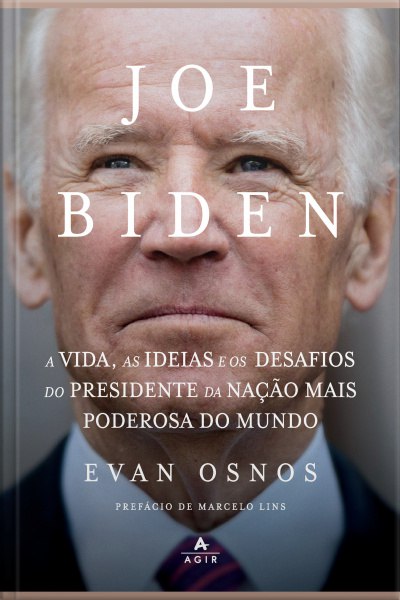 JOE
BIDEN
A VIDA, AS IDEIAS E OS DESAFIOS
DO PRESIDENTE DA NAÇÃO MAIS
PODEROSA DO MUNDO
EVAN OSNOS
PREFÁCIO DE MARCELO LINS
AGIR